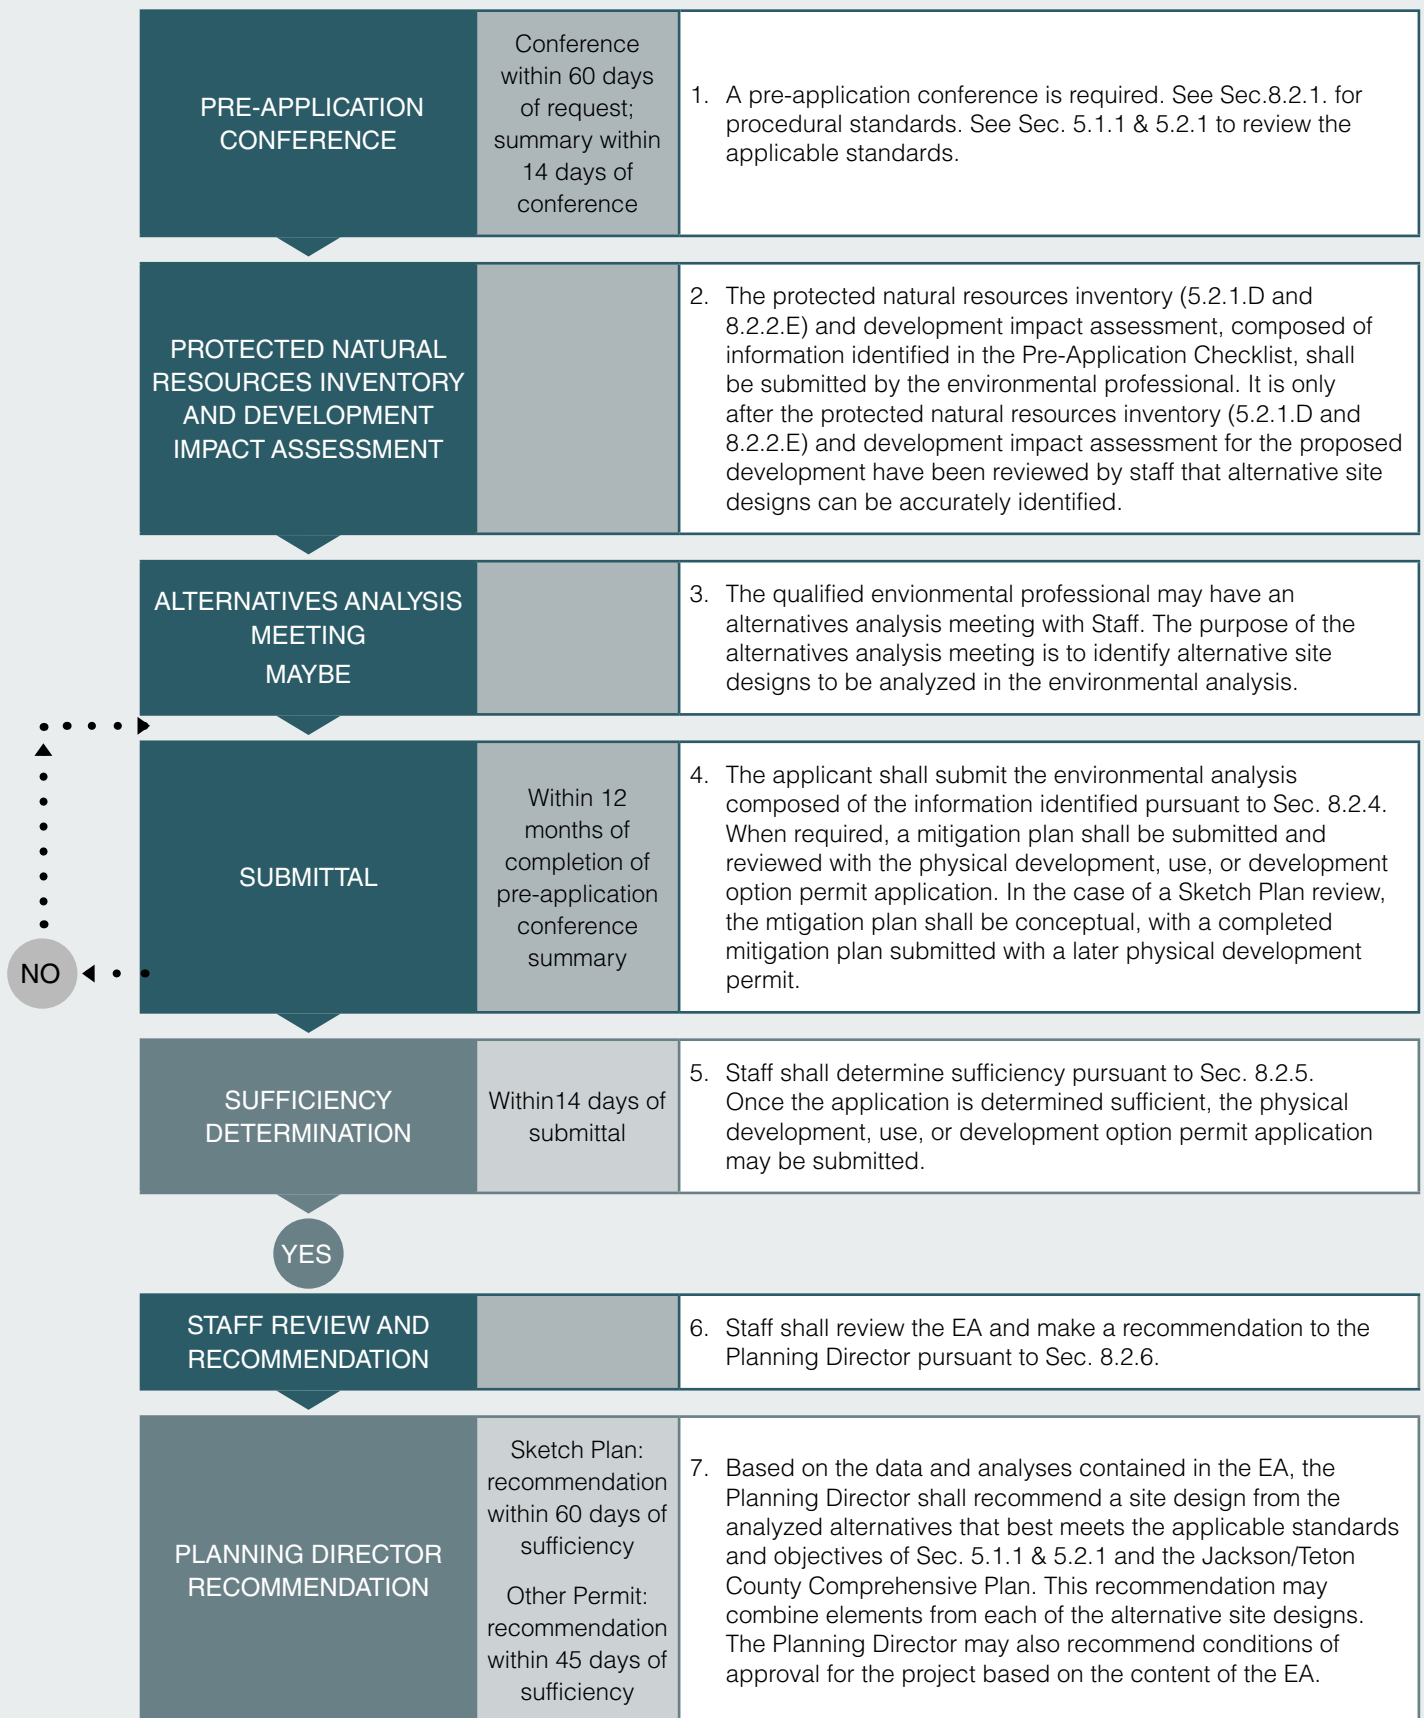 PRE-APPLICATION
CONFERENCE
Conference
within 60 days
of request;
summary within
14 days of
conference
1. A pre-application conference is required. See Sec.8.2.1. for
procedural standards. See Sec. 5.1.1 & 5.2.1 to review the
applicable standards.
PROTECTED NATURAL
RESOURCES INVENTORY
AND DEVELOPMENT
IMPACT ASSESSMENT
2. The protected natural resources inventory (5.2.1.D and
8.2.2.E) and development impact assessment, composed of
information identified in the Pre-Application Checklist, shall
be submitted by the environmental professional. It is only
after the protected natural resources inventory (5.2.1.D and
8.2.2.E) and development impact assessment for the proposed
development have been reviewed by staff that alternative site
designs can be accurately identified.
ALTERNATIVES ANALYSIS
MEETING
MAYBE
3. The qualified envionmental professional may have an
alternatives analysis meeting with Staff. The purpose of the
alternatives analysis meeting is to identify alternative site
designs to be analyzed in the environmental analysis.
SUBMITTAL
Within 12
months of
completion of
pre-application
conference
summary
4. The applicant shall submit the environmental analysis
composed of the information identified pursuant to Sec. 8.2.4.
When required, a mitigation plan shall be submitted and
reviewed with the physical development, use, or development
option permit application. In the case of a Sketch Plan review,
the mtigation plan shall be conceptual, with a completed
mitigation plan submitted with a later physical development
permit.
NO
SUFFICIENCY
DETERMINATION
Within14 days of
submittal
5. Staff shall determine sufficiency pursuant to Sec. 8.2.5.
Once the application is determined sufficient, the physical
development, use, or development option permit application
may be submitted.
YES
STAFF REVIEW AND
RECOMMENDATION
6. Staff shall review the EA and make a recommendation to the
Planning Director pursuant to Sec. 8.2.6.
PLANNING DIRECTOR
RECOMMENDATION
Sketch Plan:
recommendation
within 60 days of
sufficiency
Other Permit:
recommendation
within 45 days of
sufficiency
7. Based on the data and analyses contained in the EA, the
Planning Director shall recommend a site design from the
analyzed alternatives that best meets the applicable standards
and objectives of Sec. 5.1.1 & 5.2.1 and the Jackson/Teton
County Comprehensive Plan. This recommendation may
combine elements from each of the alternative site designs.
The Planning Director may also recommend conditions of
approval for the project based on the content of the EA.